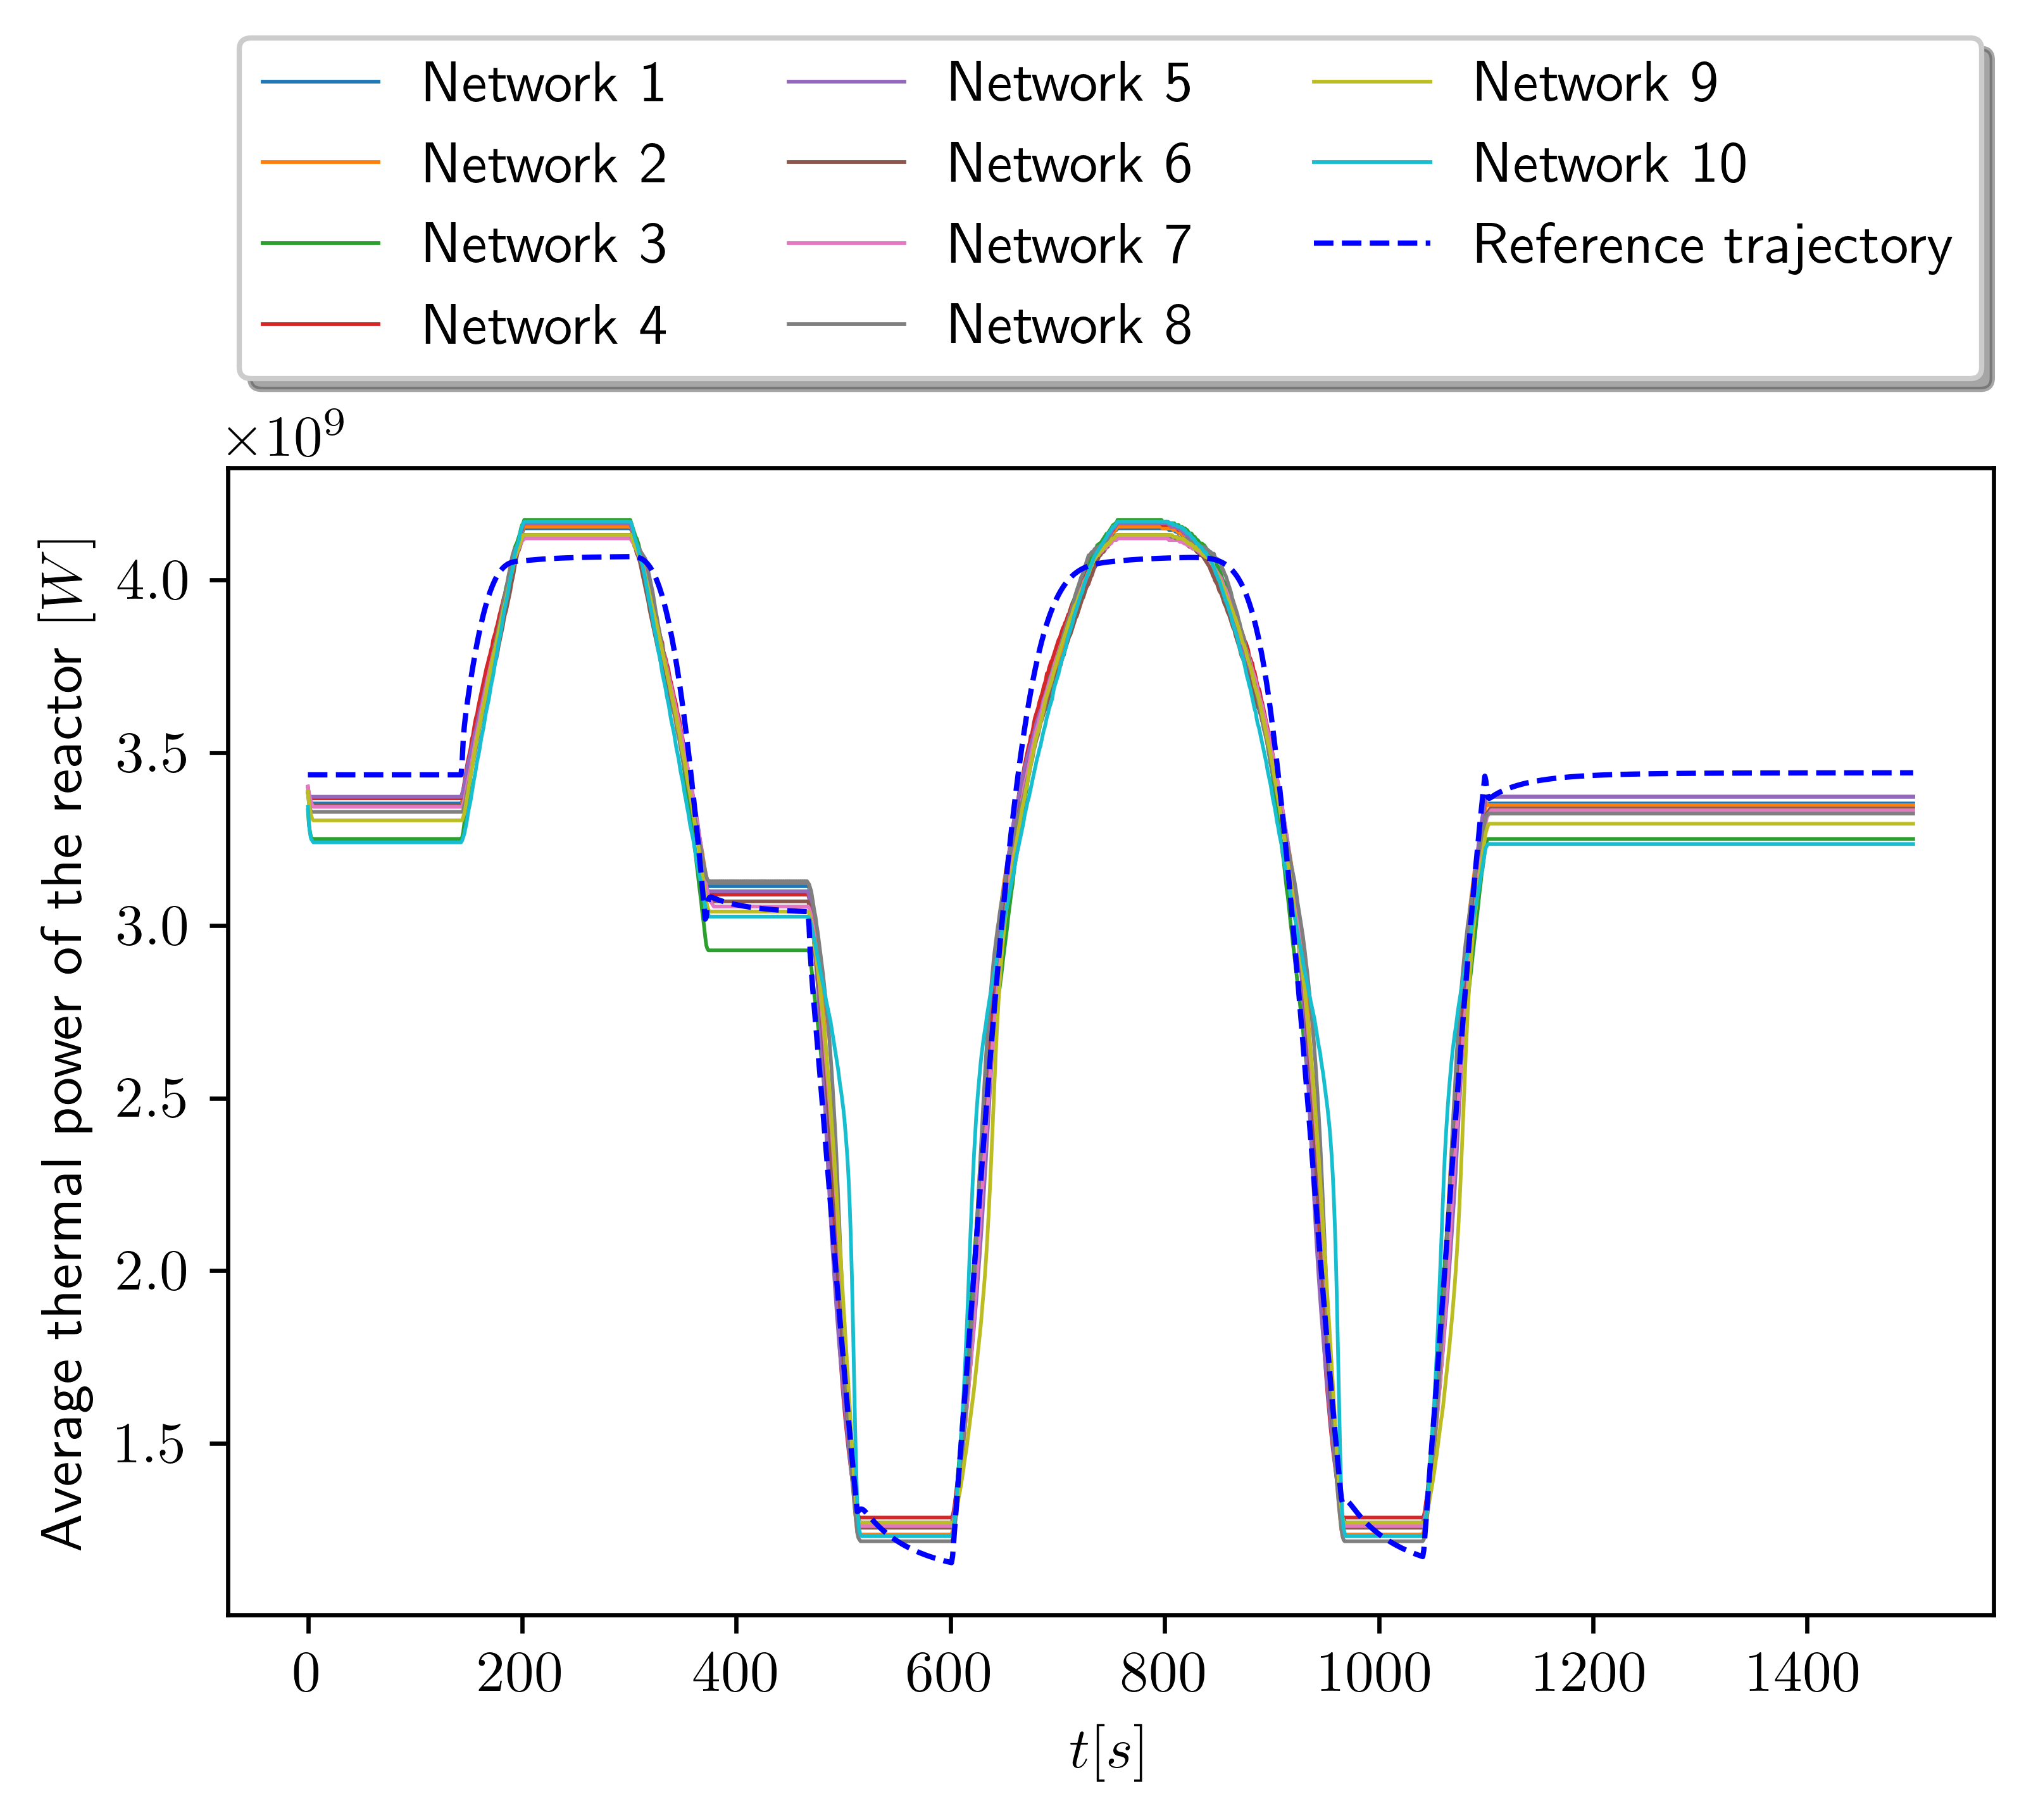 Network 1
Network 2
Network 3
Network 4
Network 5
Network 6
Network 7
Network 8
Network 9
Network 10
Reference trajectory
×10⁹
4.0
3.5
3.0
2.5
2.0
1.5
Average thermal power of the reactor [W]
0 200 400 600 800 1000 1200 1400
t[s]